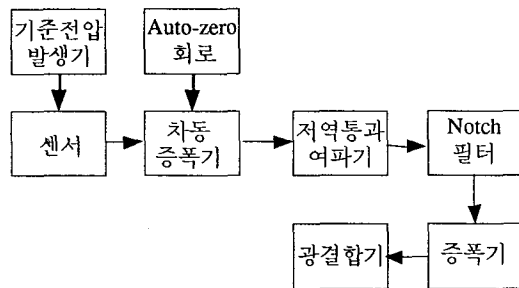 기준전압
발생기
Auto-zero
회로
센서
차동
증폭기
저역통과
여파기
Notch
필터
광결합기
증폭기